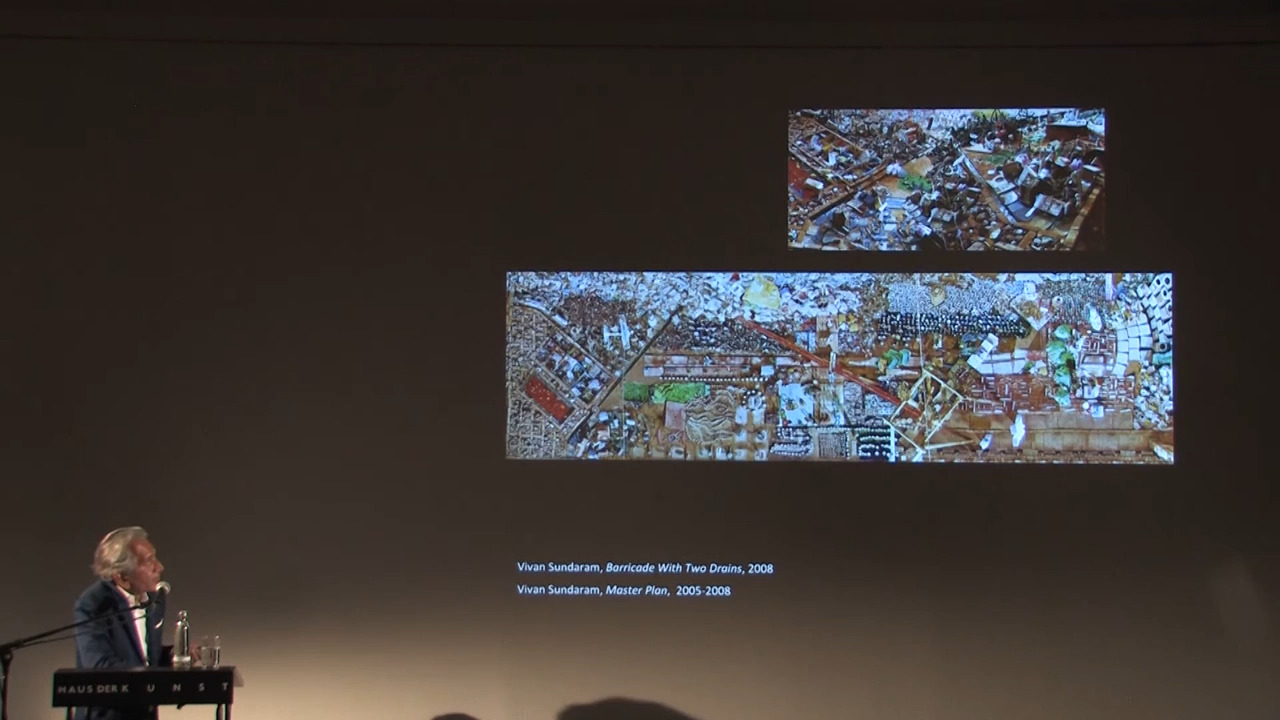 Vivan Sundaram, Barricade With Two Drains, 2008
Vivan Sundaram, Master Plan, 2005-2008
HAUS DER K U N S T